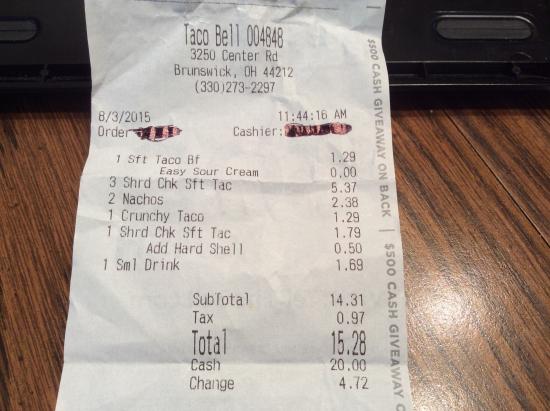 Taco Bell 004848
3250 Center Rd
Brunswick, OH 44212
(330)273-2297
8/3/2015 11:44:16 AM
Order Cashier:
1 Sft Taco Bf 1.29
Easy Sour Cream 0.00
3 Shrd Chk Sft Tac 5.37
2 Nachos 2.38
1 Crunchy Taco 1.29
1 Shrd Chk Sft Tac 1.79
Add Hard Shell 0.50
1 Sml Drink 1.69
SubTotal 14.31
Tax 0.97
Total 15.28
Cash 20.00
Change 4.72
$500 CASH GIVEAWAY ON BACK | $500 CASH GIVEAWAY